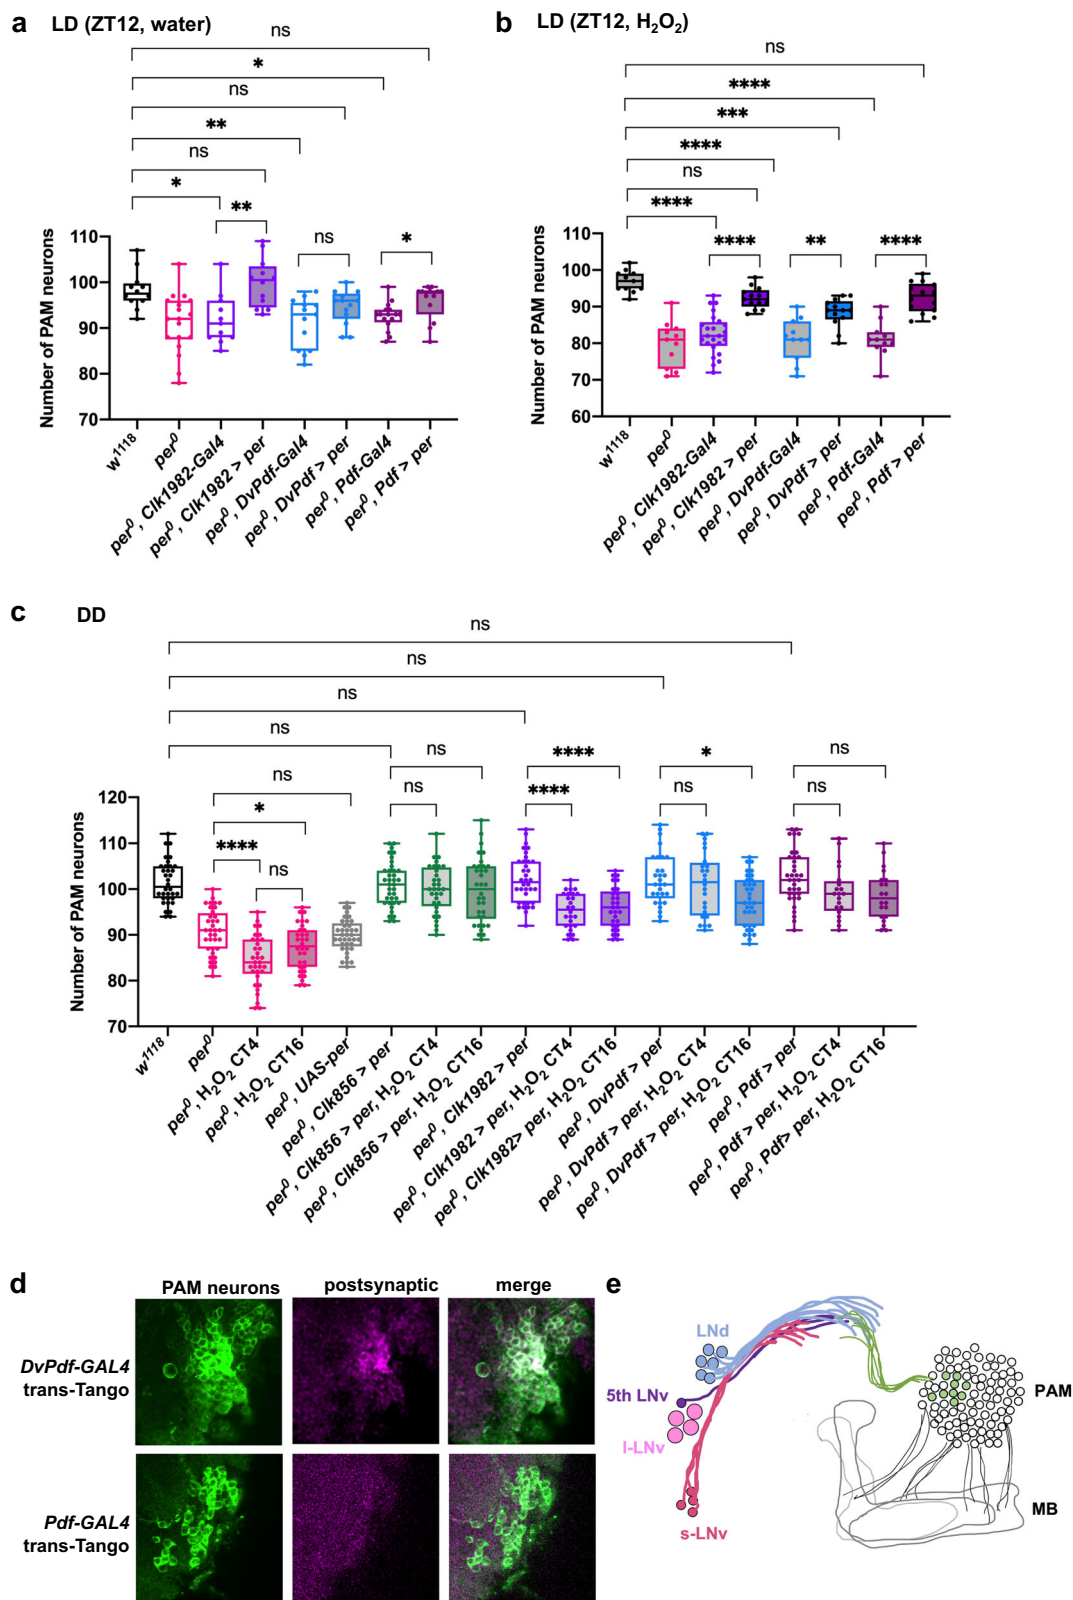 a LD (ZT12, water)
ns
*
ns
**
ns
*
**
ns
*
Number of PAM neurons
110
100
90
80
70
w1118
per0
per0, Clk1982-Gal4
per0, Clk1982 > per
per0, DvPdf-Gal4
per0, DvPdf > per
per0, Pdf-Gal4
per0, Pdf > per
b LD (ZT12, H2O2)
ns
****
***
****
ns
****
****
**
****
Number of PAM neurons
110
100
90
80
70
60
w1118
per0
per0, Clk1982-Gal4
per0, Clk1982 > per
per0, DvPdf-Gal4
per0, DvPdf > per
per0, Pdf-Gal4
per0, Pdf > per
c DD
ns
ns
ns
ns
ns
*
****
ns
ns
ns
****
****
*
ns
ns
ns
Number of PAM neurons
120
110
100
90
80
70
w1118
per0
per0, H2O2 CT4
per0, H2O2 CT16
per0, UAS-per
per0, Clk856 > per
per0, Clk856 > per, H2O2 CT4
per0, Clk856 > per, H2O2 CT16
per0, Clk1982 > per
per0, Clk1982 > per, H2O2 CT4
per0, Clk1982> per, H2O2 CT16
per0, DvPdf > per
per0, DvPdf > per, H2O2 CT4
per0, DvPdf > per, H2O2 CT16
per0, Pdf > per
per0, Pdf > per, H2O2 CT4
per0, Pdf> per, H2O2 CT16
d
PAM neurons postsynaptic merge
DvPdf-GAL4
trans-Tango
Pdf-GAL4
trans-Tango
e
LNd
5th LNv
l-LNv
s-LNv
PAM
MB